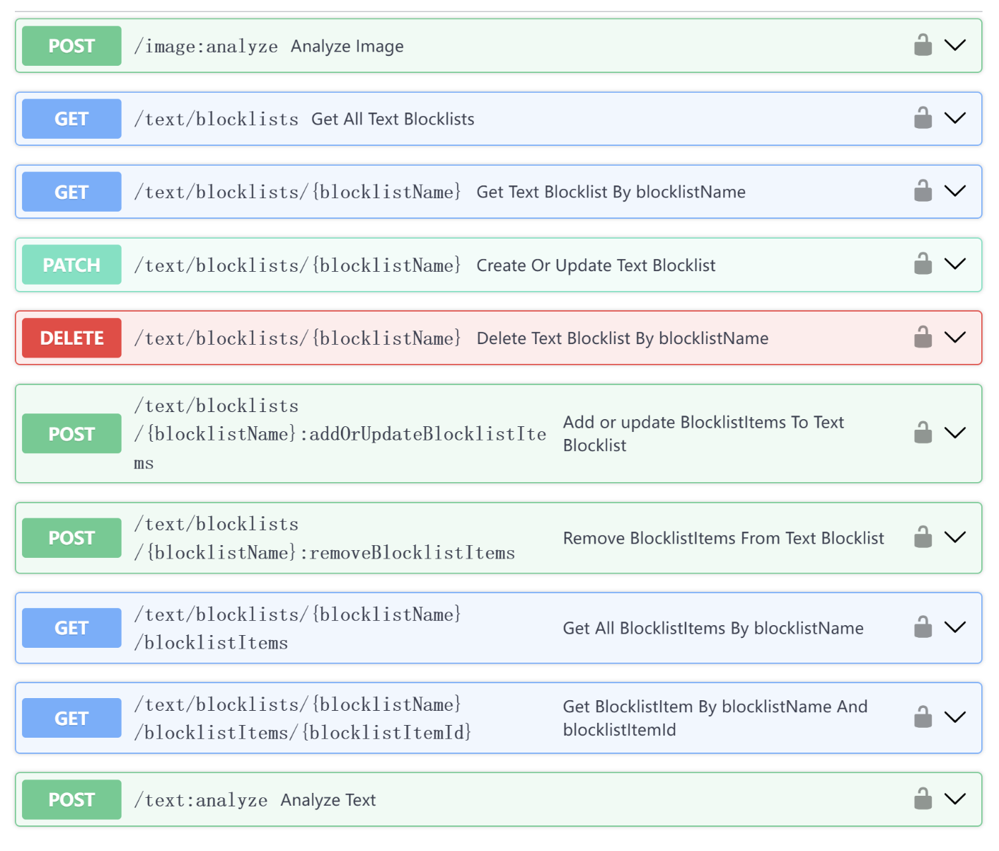 POST /image:analyze Analyze Image
GET /text/blocklists Get All Text Blocklists
GET /text/blocklists/{blocklistName} Get Text Blocklist By blocklistName
PATCH /text/blocklists/{blocklistName} Create Or Update Text Blocklist
DELETE /text/blocklists/{blocklistName} Delete Text Blocklist By blocklistName
POST
/text/blocklists
/{blocklistName}:addOrUpdateBlocklistIte
ms
Add or update BlocklistItems To Text
Blocklist
POST
/text/blocklists
/{blocklistName}:removeBlocklistItems
Remove BlocklistItems From Text Blocklist
GET
/text/blocklists/{blocklistName}
/blocklistItems
Get All BlocklistItems By blocklistName
GET
/text/blocklists/{blocklistName}
/blocklistItems/{blocklistItemId}
Get BlocklistItem By blocklistName And
blocklistItemId
POST /text:analyze Analyze Text